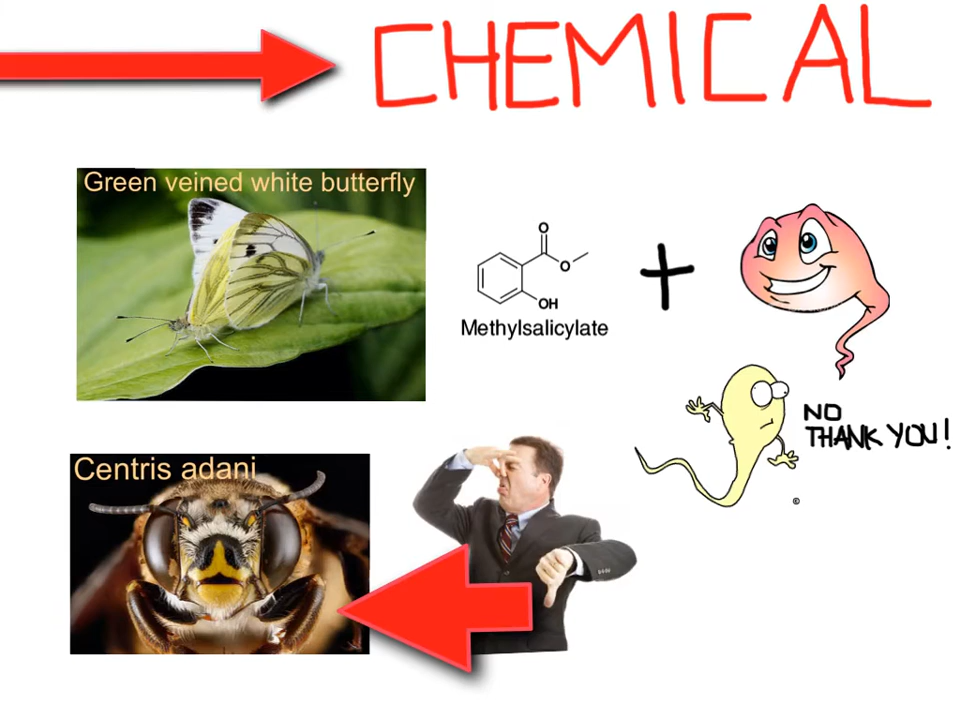 CHEMICAL
Green veined white butterfly
O
O
OH
Methylsalicylate
+
NO
THANK YOU!
©
Centris adani